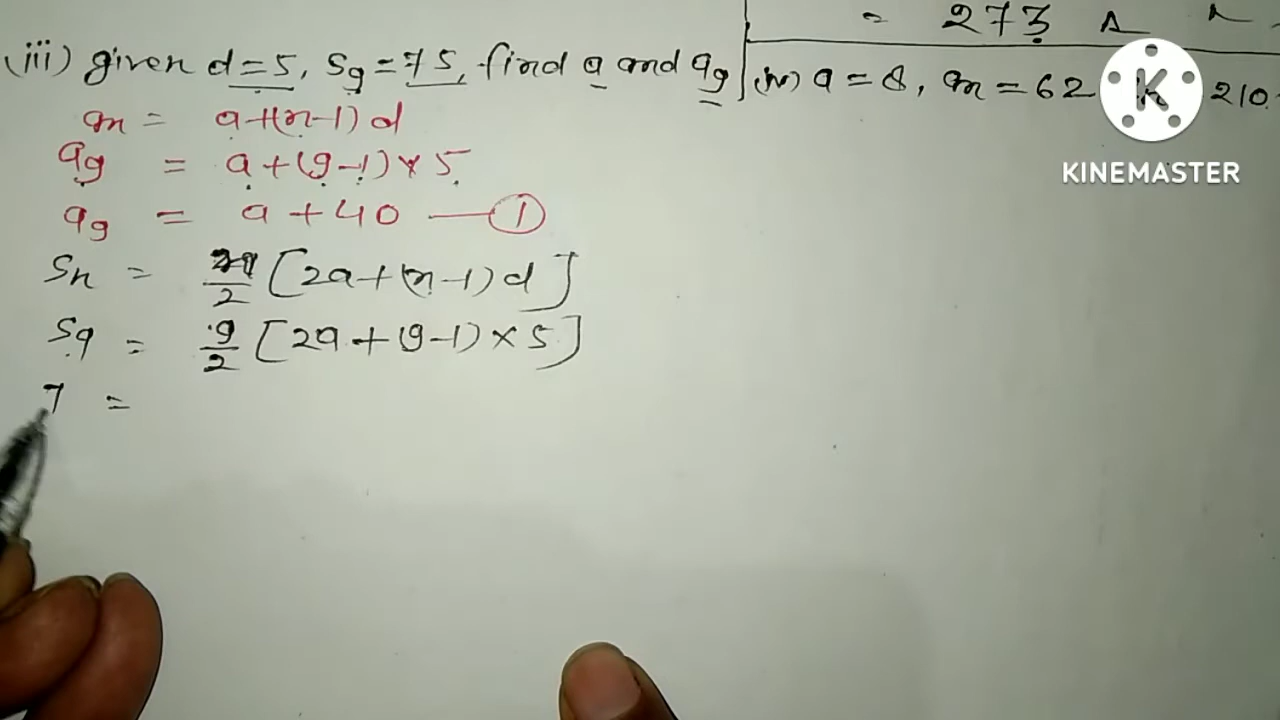 = 273
(iii) given d=5, S9=75, find a and a9
(iv) a=8, an=62 210
an = a+(n-1)d
a9 = a+(9-1)×5
a9 = a+40 — 1
Sn = n/2 [2a+(n-1)d]
S9 = 9/2 [2a+(9-1)×5]
7 =
K
KINEMASTER